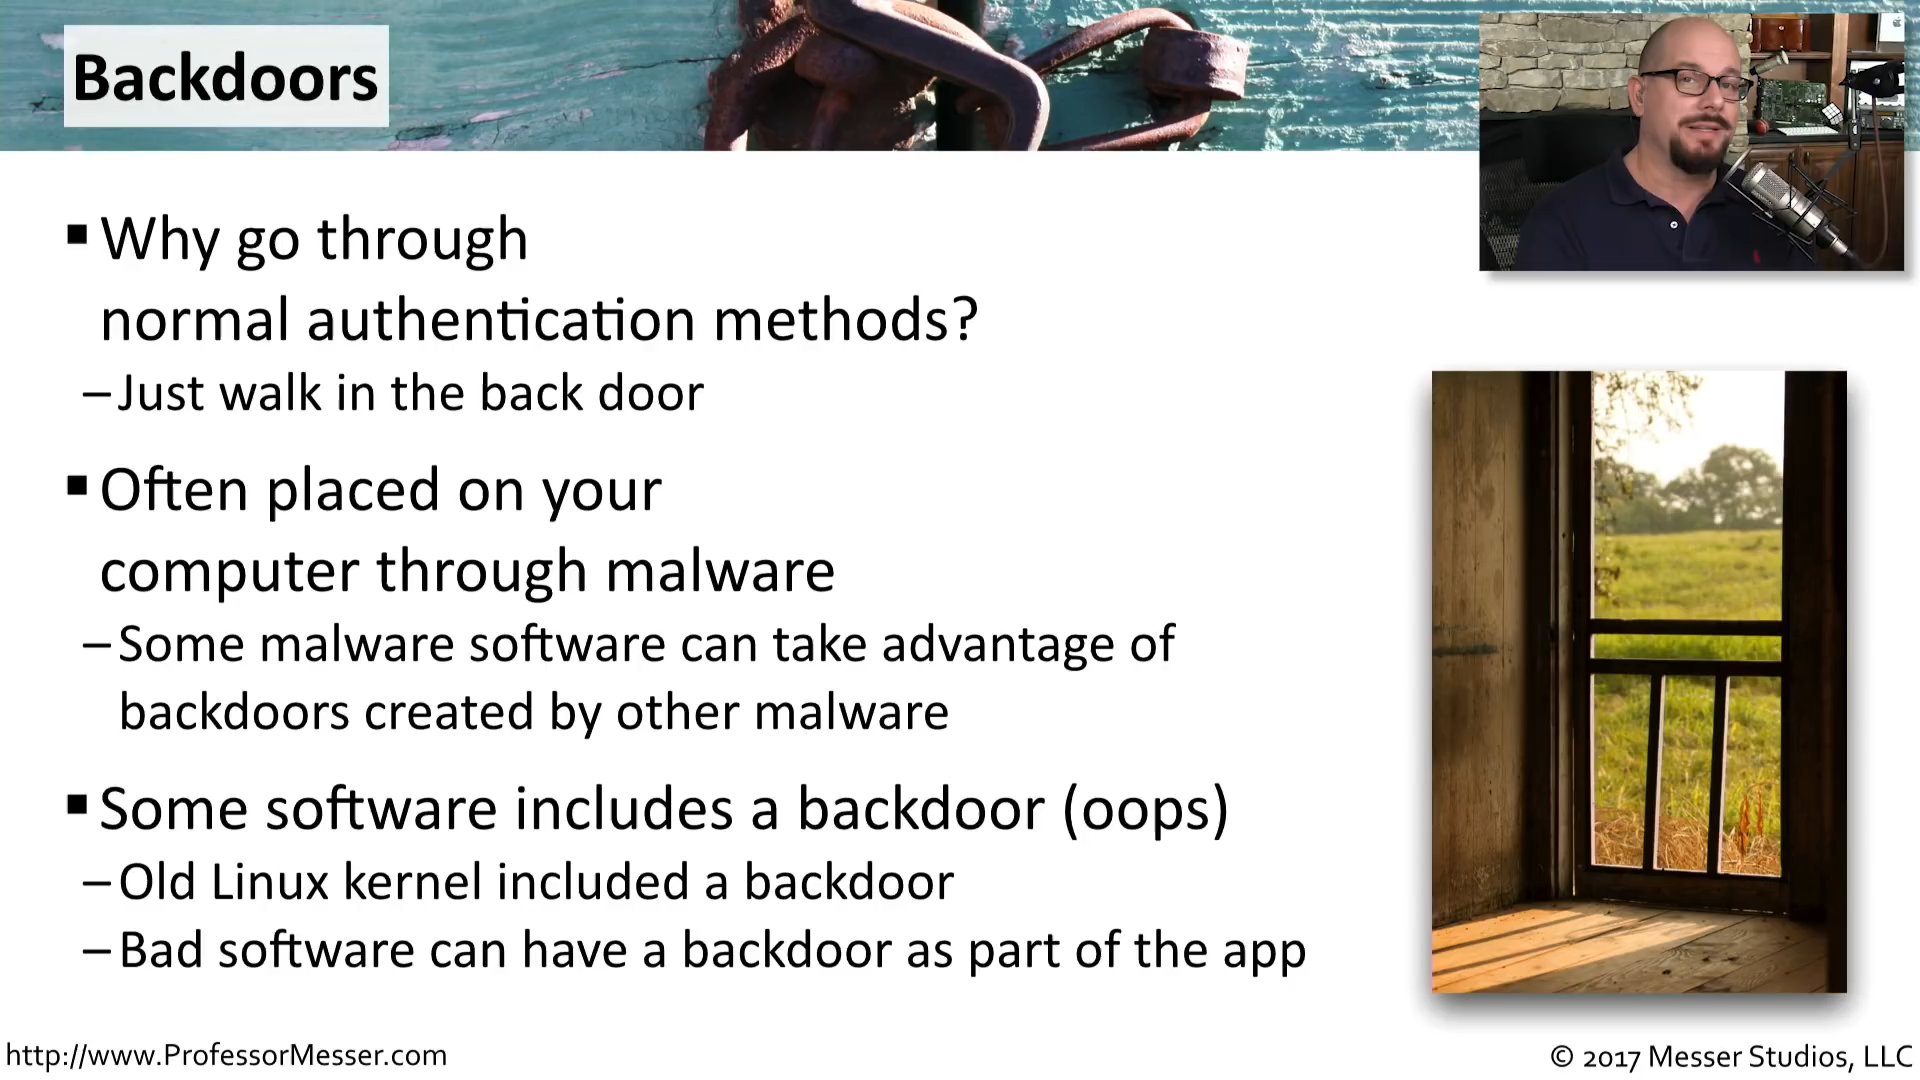 Backdoors
▪ Why go through
normal authentication methods?
– Just walk in the back door
▪ Often placed on your
computer through malware
– Some malware software can take advantage of
backdoors created by other malware
▪ Some software includes a backdoor (oops)
– Old Linux kernel included a backdoor
– Bad software can have a backdoor as part of the app
http://www.ProfessorMesser.com
© 2017 Messer Studios, LLC